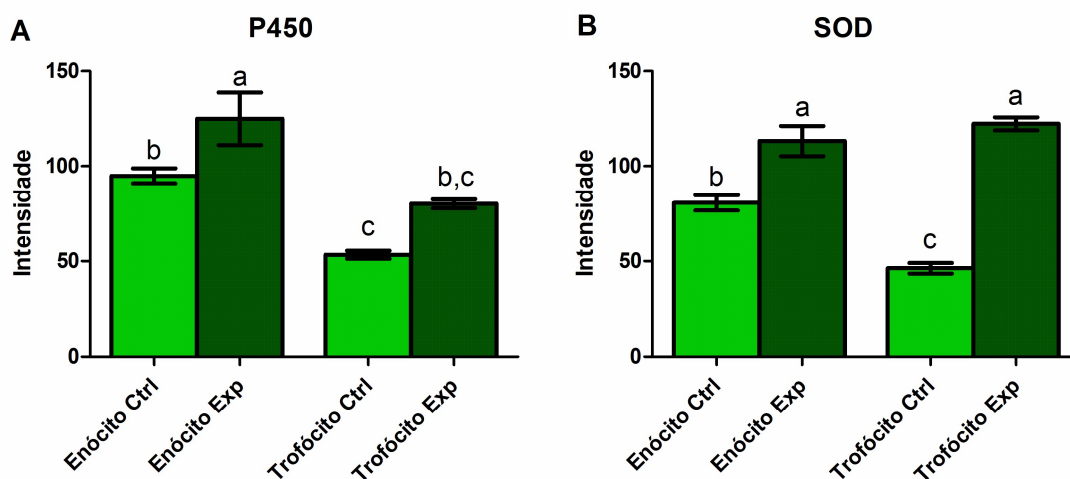 A
P450
Intensidade
150
100
50
0
b
a
c
b,c
Enócito Ctrl
Enócito Exp
Trofócito Ctrl
Trofócito Exp
B
SOD
Intensidade
150
100
50
0
b
a
c
a
Enócito Ctrl
Enócito Exp
Trofócito Ctrl
Trofócito Exp